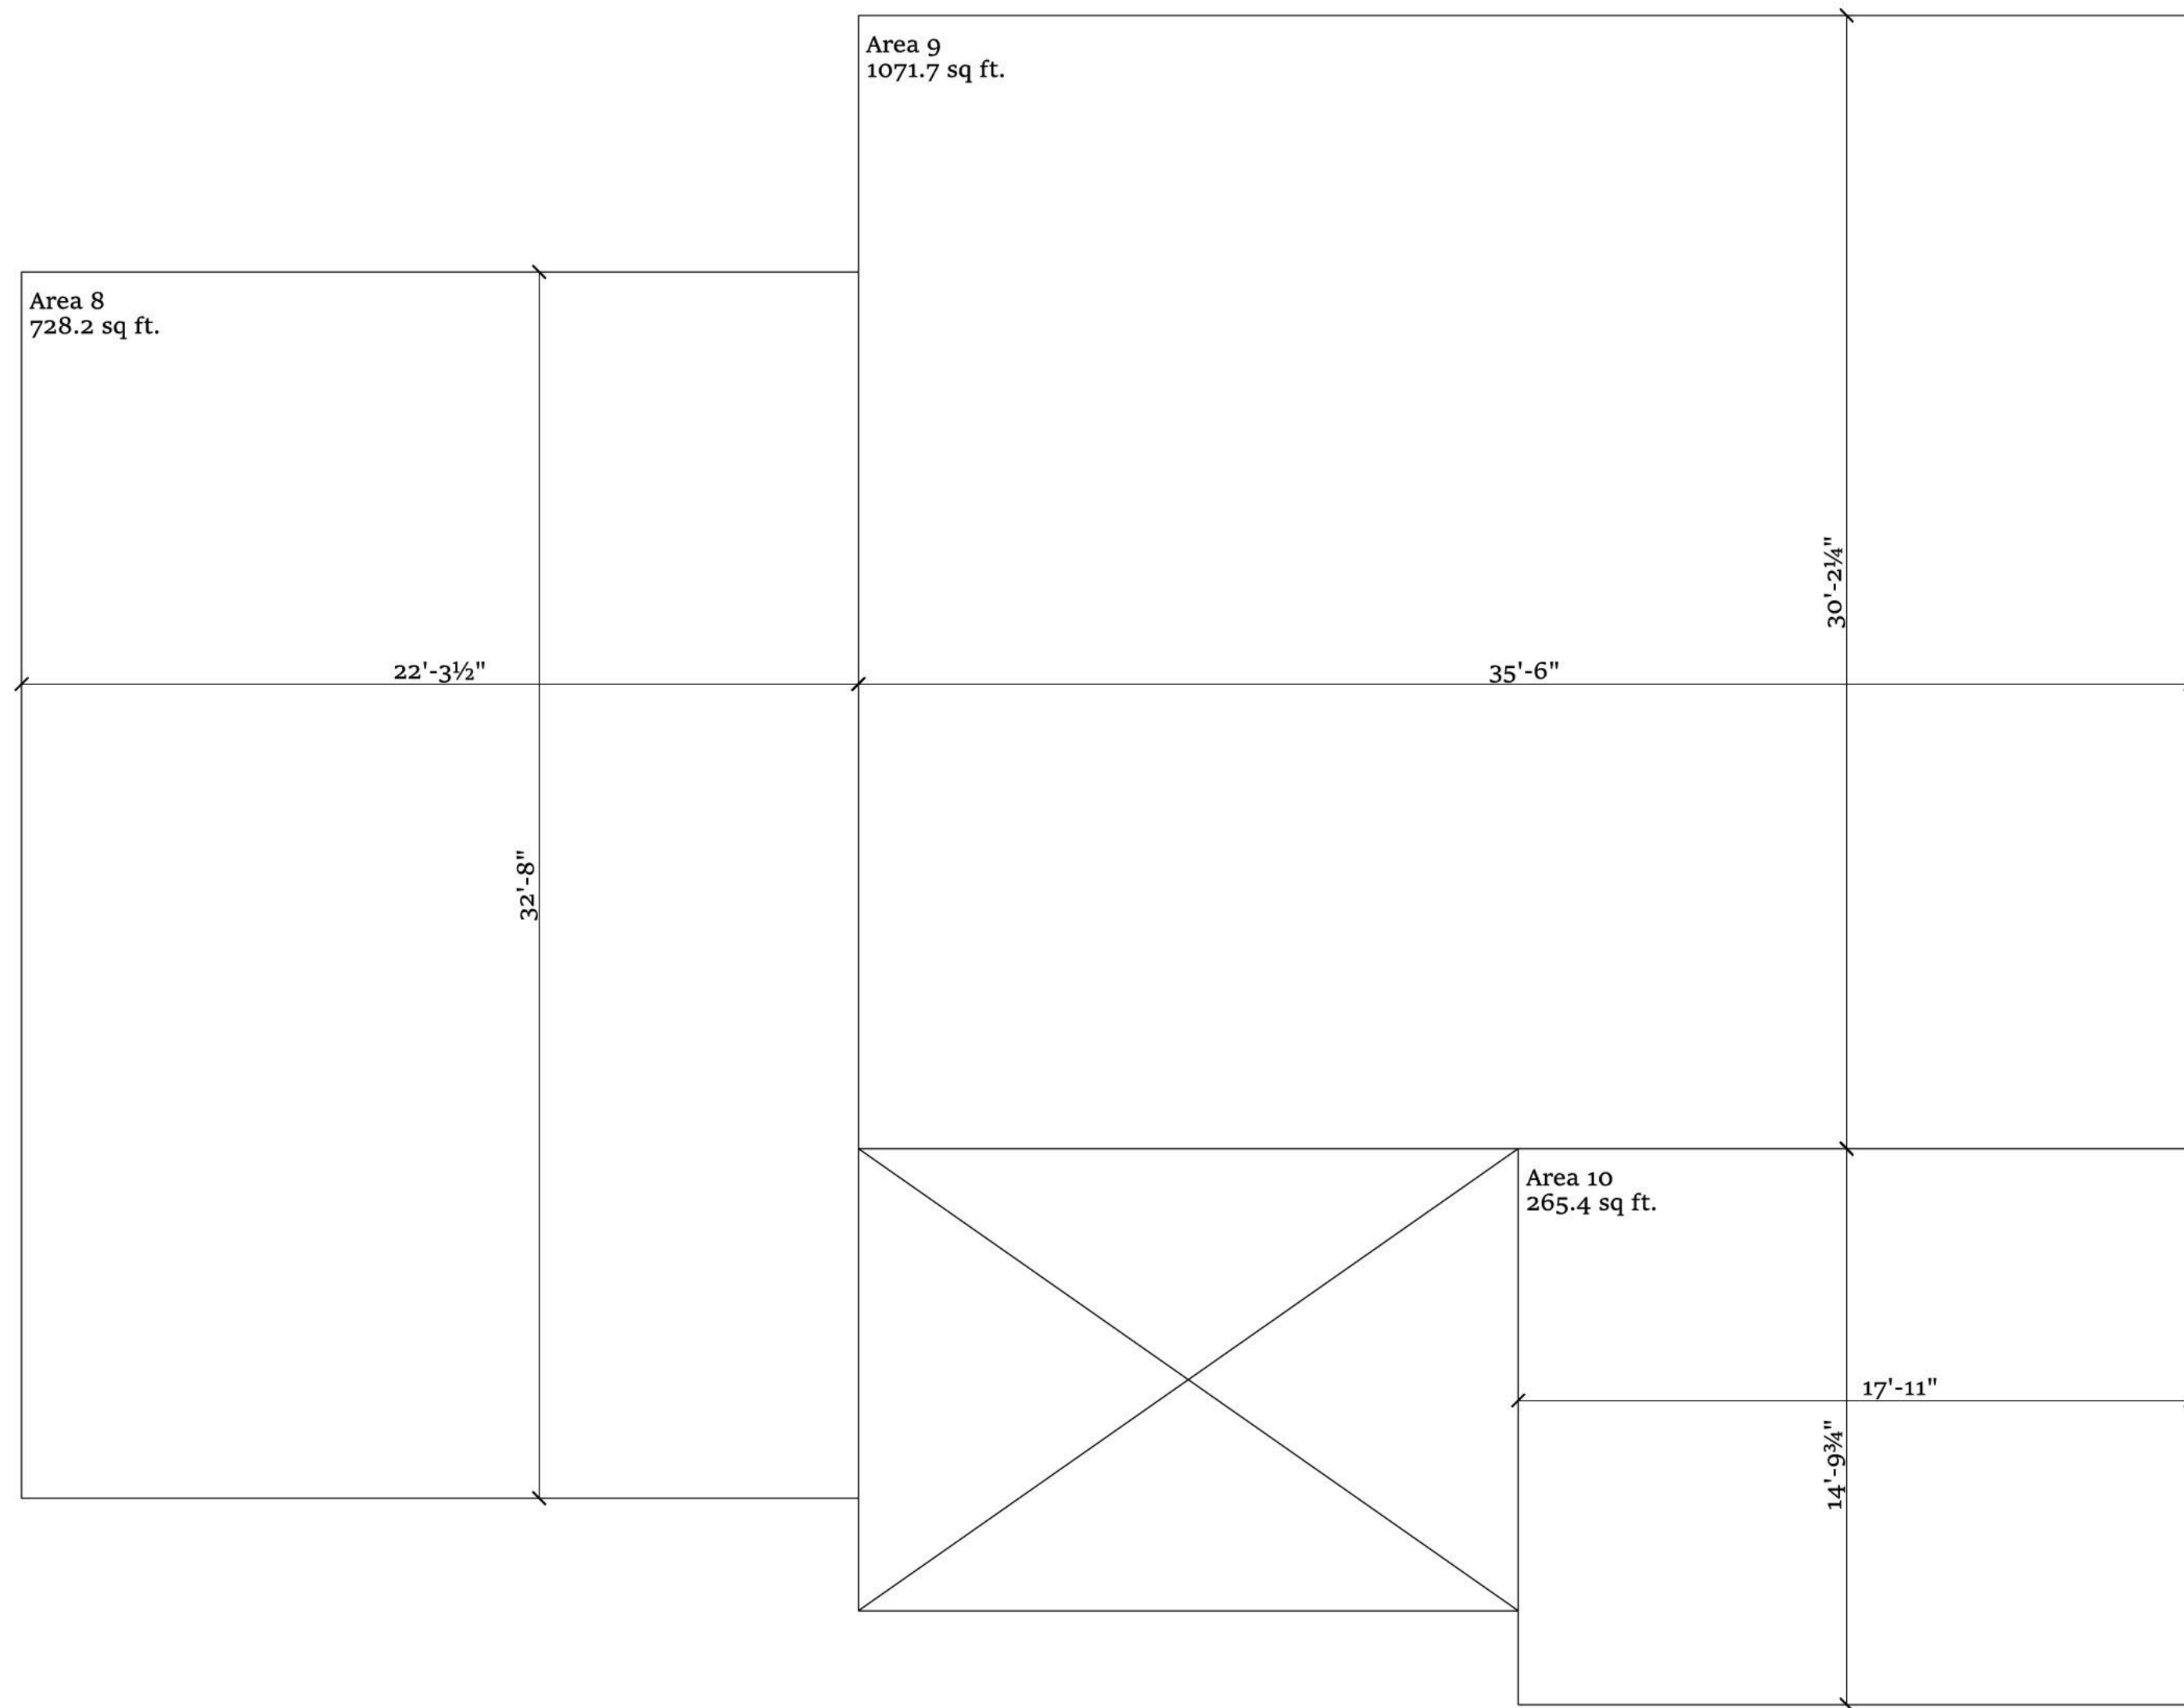 Area 9
1071.7 sq ft.
Area 8
728.2 sq ft.
30'-2¼"
22'-3½"
35'-6"
32'-8"
Area 10
265.4 sq ft.
17'-11"
14'-9¾"